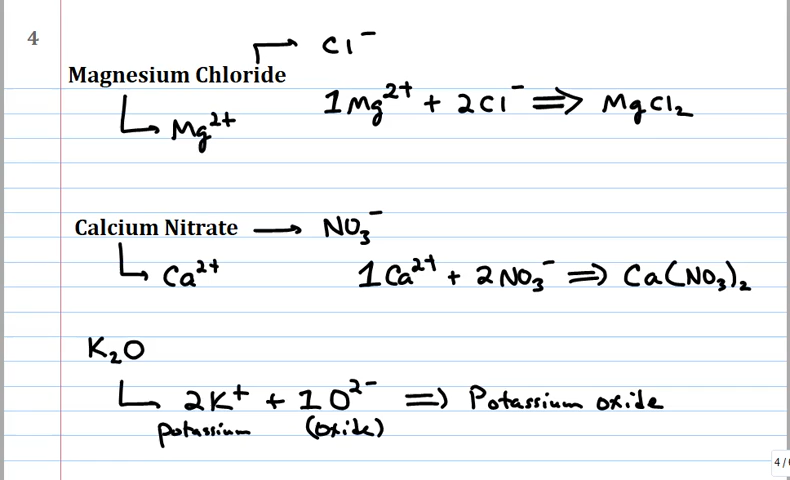 4
Cl⁻
Magnesium Chloride
1Mg²⁺ + 2Cl⁻ ⇒ MgCl₂
Mg²⁺
Calcium Nitrate → NO₃⁻
Ca²⁺
1Ca²⁺ + 2NO₃⁻ ⇒ Ca(NO₃)₂
K₂O
2K⁺ + 1O²⁻ ⇒ Potassium oxide
potassium (oxide)